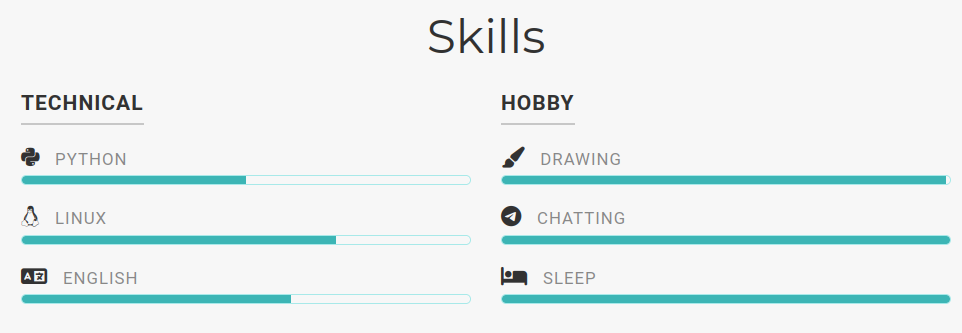 Skills
TECHNICAL
PYTHON
LINUX
ENGLISH
HOBBY
DRAWING
CHATTING
SLEEP